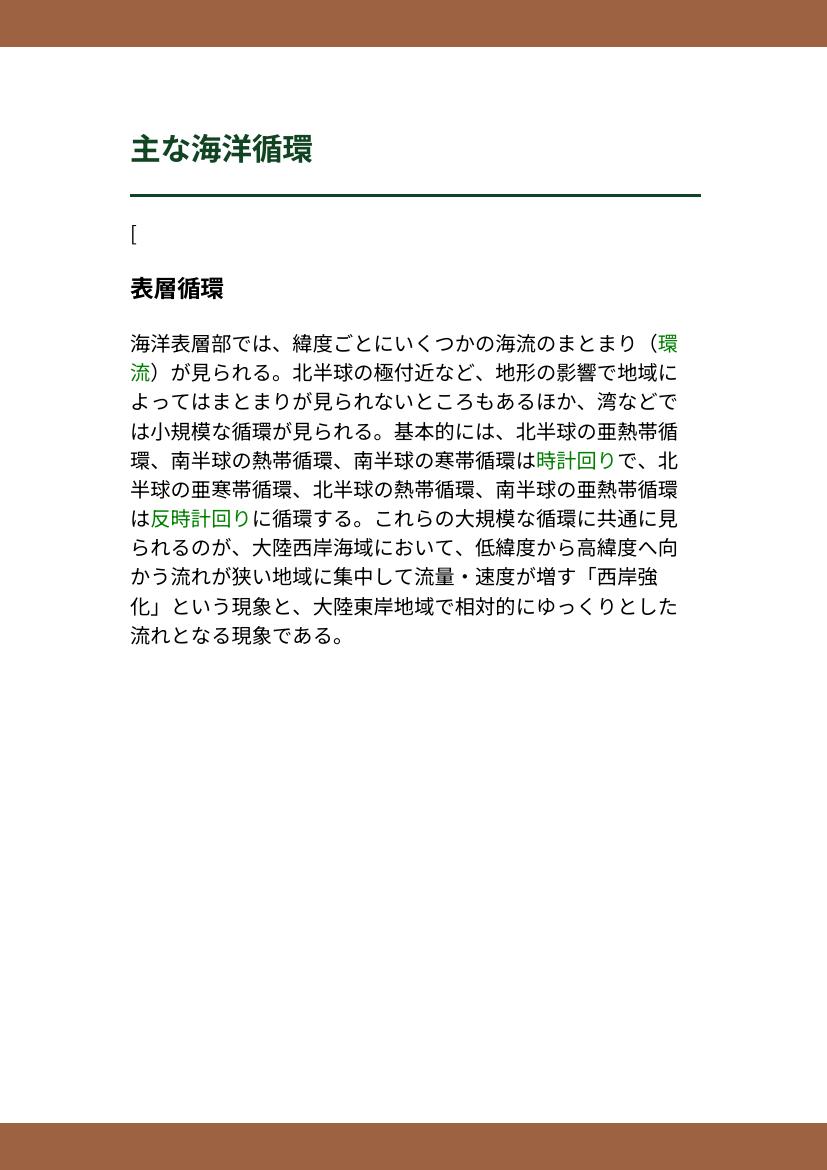 主な海洋循環
[
表層循環
海洋表層部では、緯度ごとにいくつかの海流のまとまり（環
流）が見られる。北半球の極付近など、地形の影響で地域に
よってはまとまりが見られないところもあるほか、湾などで
は小規模な循環が見られる。基本的には、北半球の亜熱帯循
環、南半球の熱帯循環、南半球の寒帯循環は時計回りで、北
半球の亜寒帯循環、北半球の熱帯循環、南半球の亜熱帯循環
は反時計回りに循環する。これらの大規模な循環に共通に見
られるのが、大陸西岸海域において、低緯度から高緯度へ向
かう流れが狭い地域に集中して流量・速度が増す「西岸強
化」という現象と、大陸東岸地域で相対的にゆっくりとした
流れとなる現象である。